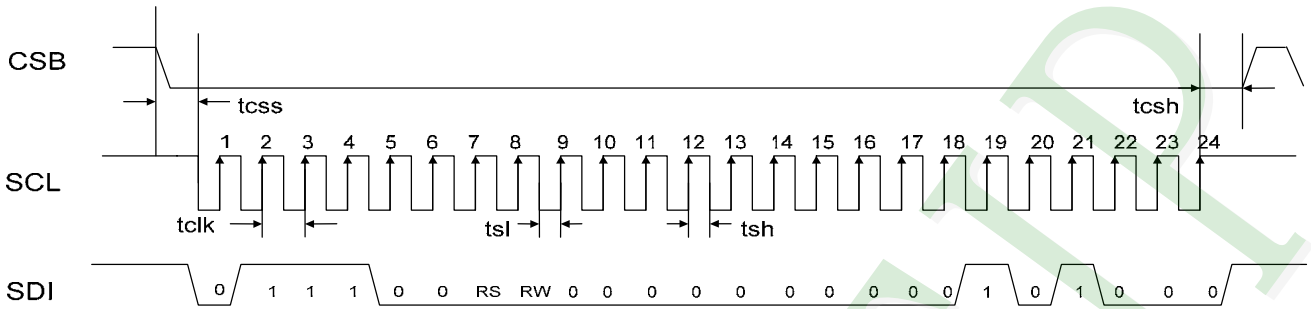 CSB
tcss
tcsh
1 2 3 4 5 6 7 8 9 10 11 12 13 14 15 16 17 18 19 20 21 22 23 24
SCL
tclk
tsl
tsh
SDI
0 1 1 1 0 0 RS RW 0 0 0 0 0 0 0 0 0 0 1 0 1 0 0 0